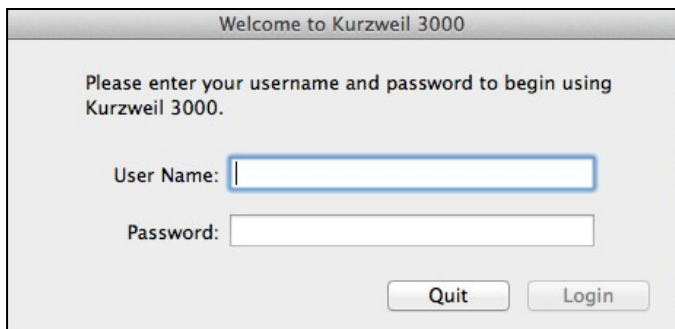 Welcome to Kurzweil 3000
Please enter your username and password to begin using
Kurzweil 3000.
User Name:
Password:
Quit Login